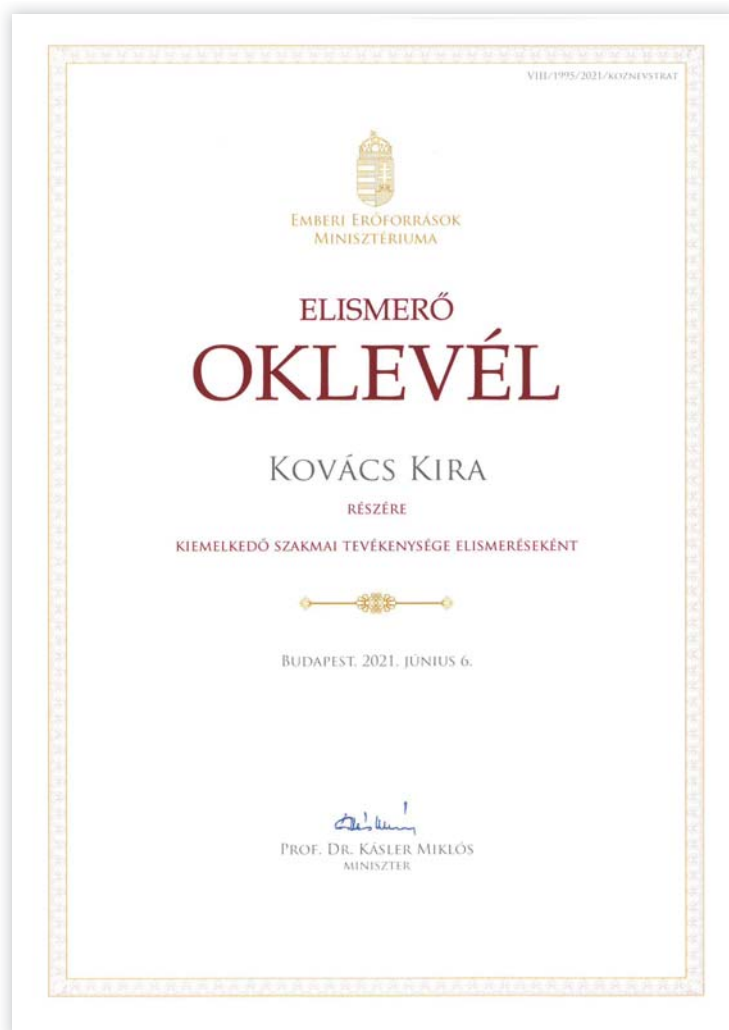 VIII/1995/2021/KOZNEVSTRAT
EMBERI ERŐFORRÁSOK
MINISZTÉRIUMA
ELISMERŐ
OKLEVÉL
KOVÁCS KIRA
RÉSZÉRE
KIEMELKEDŐ SZAKMAI TEVÉKENYSÉGE ELISMERÉSEKÉNT
BUDAPEST, 2021. JÚNIUS 6.
PROF. DR. KÁSLER MIKLÓS
MINISZTER